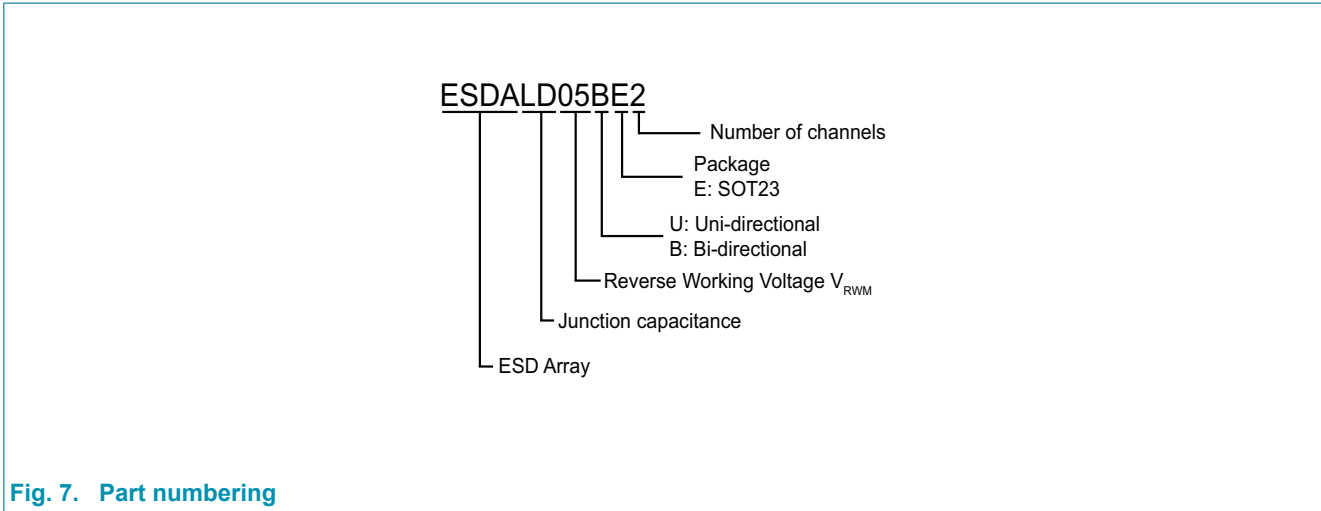 ESDALD05BE2
Number of channels
Package
E: SOT23
U: Uni-directional
B: Bi-directional
Reverse Working Voltage VRWM
Junction capacitance
ESD Array
Fig. 7. Part numbering